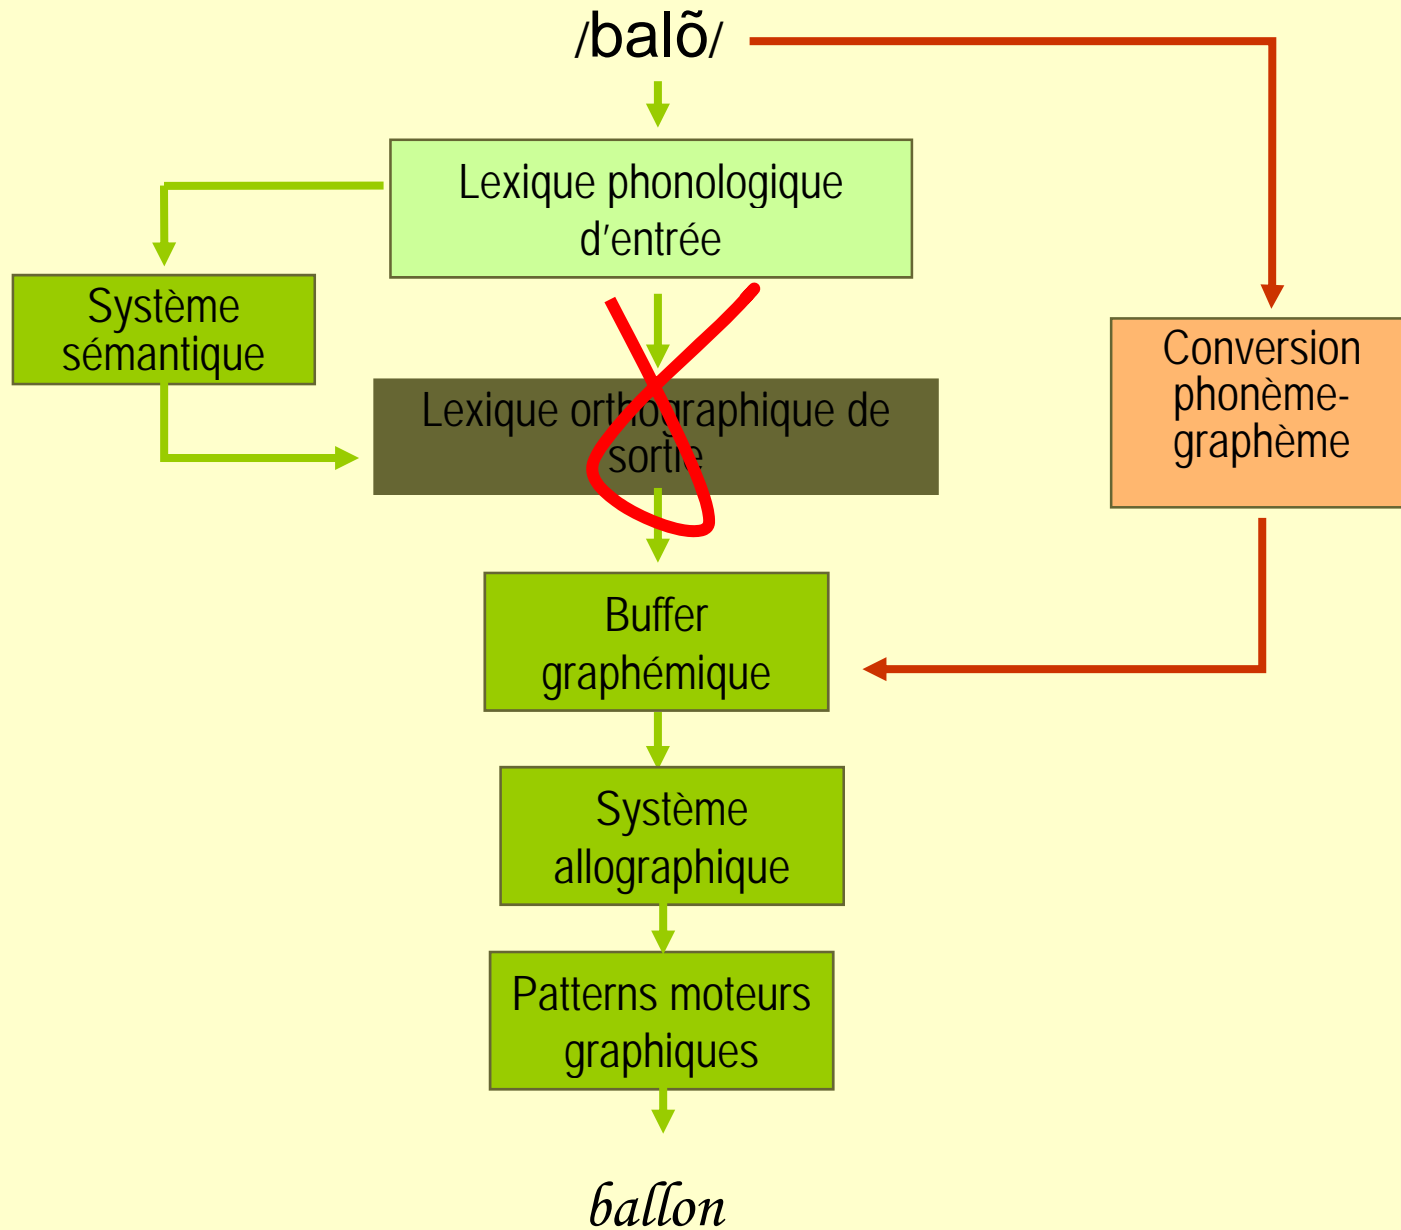 /balõ/
Lexique phonologique
d'entrée
Système
sémantique
Conversion
phonème-
graphème
Lexique orthographique de
sortie
Buffer
graphémique
Système
allographique
Patterns moteurs
graphiques
ballon